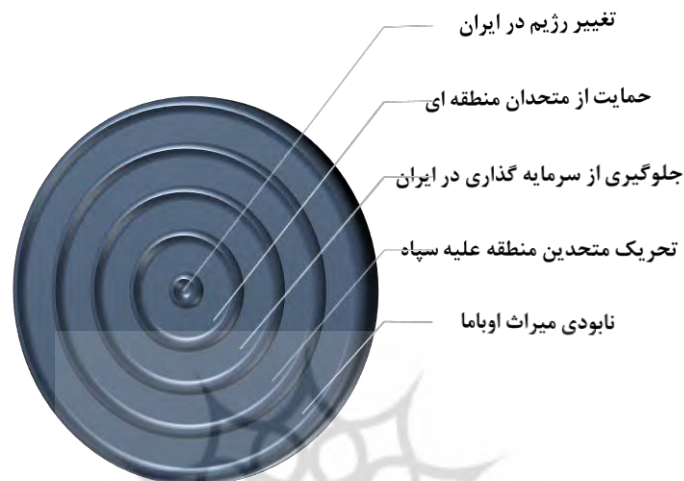 تغییر رژیم در ایران
حمایت از متحدان منطقه ای
جلوگیری از سرمایه گذاری در ایران
تحریک متحدین منطقه علیه سپاه
نابودی میراث اوباما